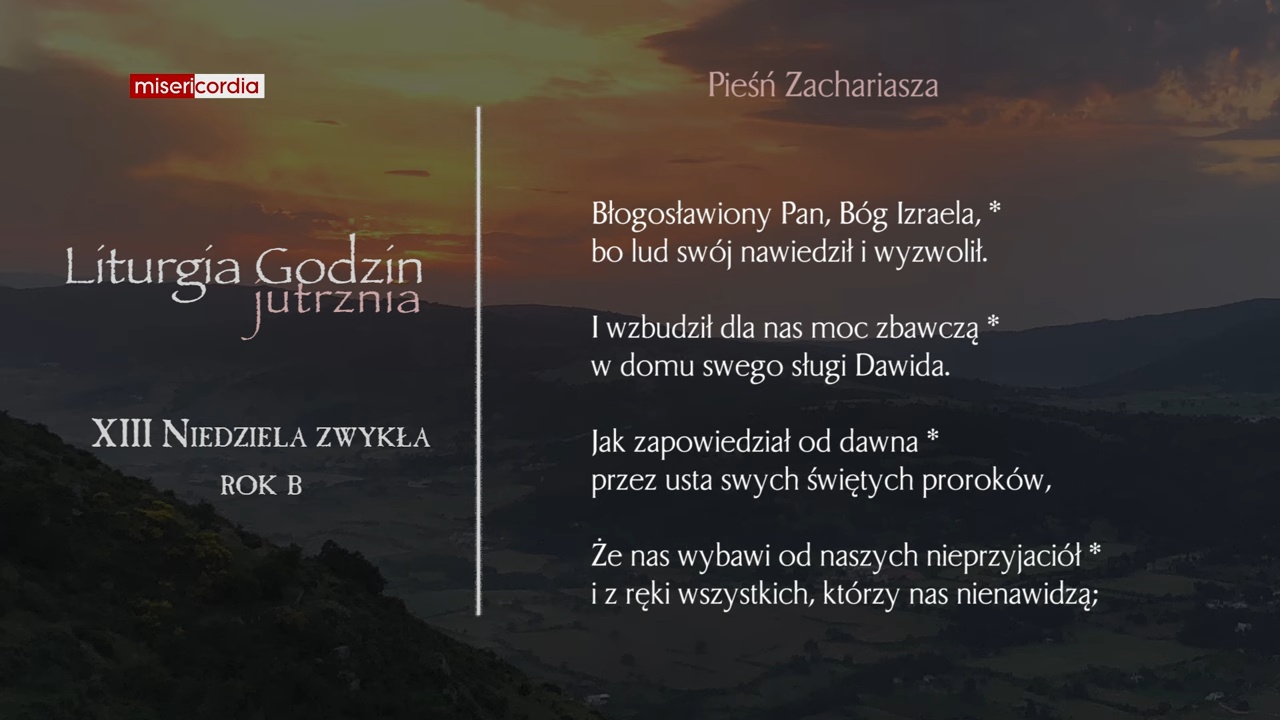 misericordia
Liturgia Godzin
jutrznia
XIII Niedziela zwykła
rok B
Pieśń Zachariasza
Błogosławiony Pan, Bóg Izraela, *
bo lud swój nawiedził i wyzwolił.
I wzbudził dla nas moc zbawczą *
w domu swego sługi Dawida.
Jak zapowiedział od dawna *
przez usta swych świętych proroków,
Że nas wybawi od naszych nieprzyjaciół *
i z ręki wszystkich, którzy nas nienawidzą;